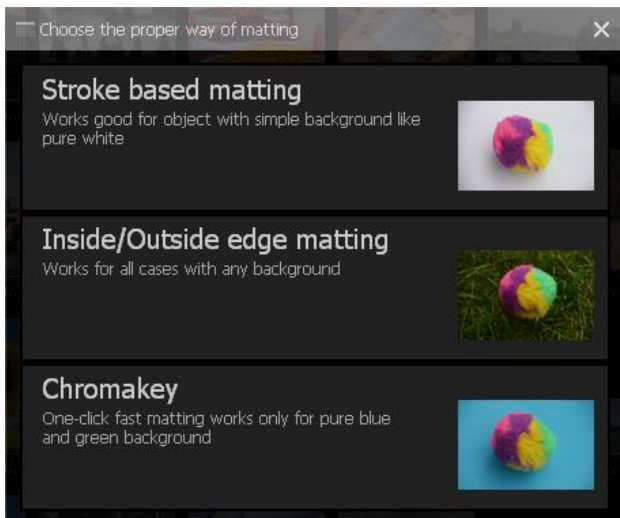 Choose the proper way of matting
Stroke based matting
Works good for object with simple background like
pure white
Inside/Outside edge matting
Works for all cases with any background
Chromakey
One-click fast matting works only for pure blue
and green background